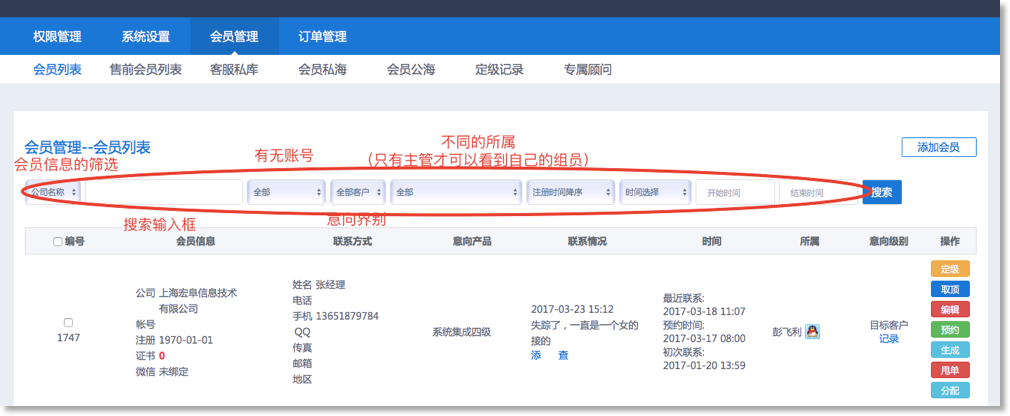 权限管理 系统设置 会员管理 订单管理
会员列表 售前会员列表 客服私库 会员私海 会员公海 定级记录 专属顾问
会员管理--会员列表
添加会员
会员信息的筛选
有无账号
不同的所属
(只有主管才可以看到自己的组员)
公司名称 全部 全部客户 全部 注册时间降序 时间选择 开始时间 结束时间 搜索
搜索输入框
意向界别
编号 会员信息 联系方式 意向产品 联系情况 时间 所属 意向级别 操作
1747
公司 上海宏阜信息技术
有限公司
帐号
注册 1970-01-01
证书 0
微信 未绑定
姓名 张经理
电话
手机 13651879784
QQ
传真
邮箱
地区
系统集成四级
2017-03-23 15:12
失踪了，一直是一个女的
接的
添 查
最近联系:
2017-03-18 11:07
预约时间:
2017-03-17 08:00
初次联系:
2017-01-20 13:59
彭飞利
目标客户
记录
定级
取顶
编辑
预约
生成
甩单
分配